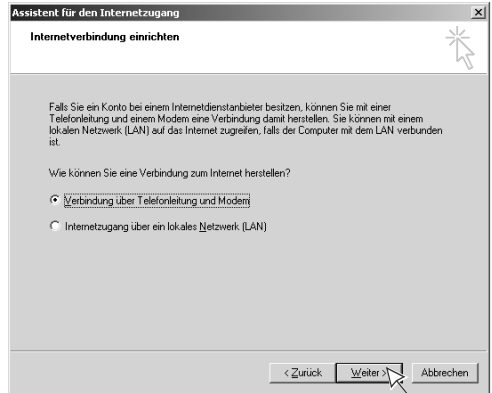 Assistent für den Internetzugang
Internetverbindung einrichten
Falls Sie ein Konto bei einem Internetdienstanbieter besitzen, können Sie mit einer
Telefonleitung und einem Modem eine Verbindung damit herstellen. Sie können mit einem
lokalen Netzwerk (LAN) auf das Internet zugreifen, falls der Computer mit dem LAN verbunden
ist.
Wie können Sie eine Verbindung zum Internet herstellen?
Verbindung über Telefonleitung und Modem
Internetzugang über ein lokales Netzwerk (LAN)
< Zurück Weiter > Abbrechen